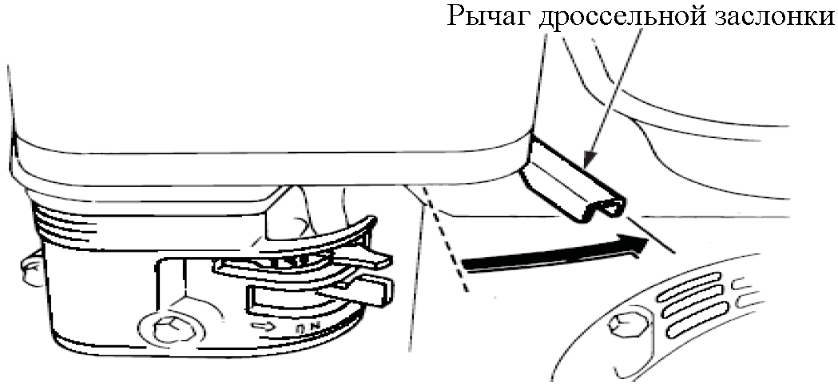 Рычаг дроссельной заслонки